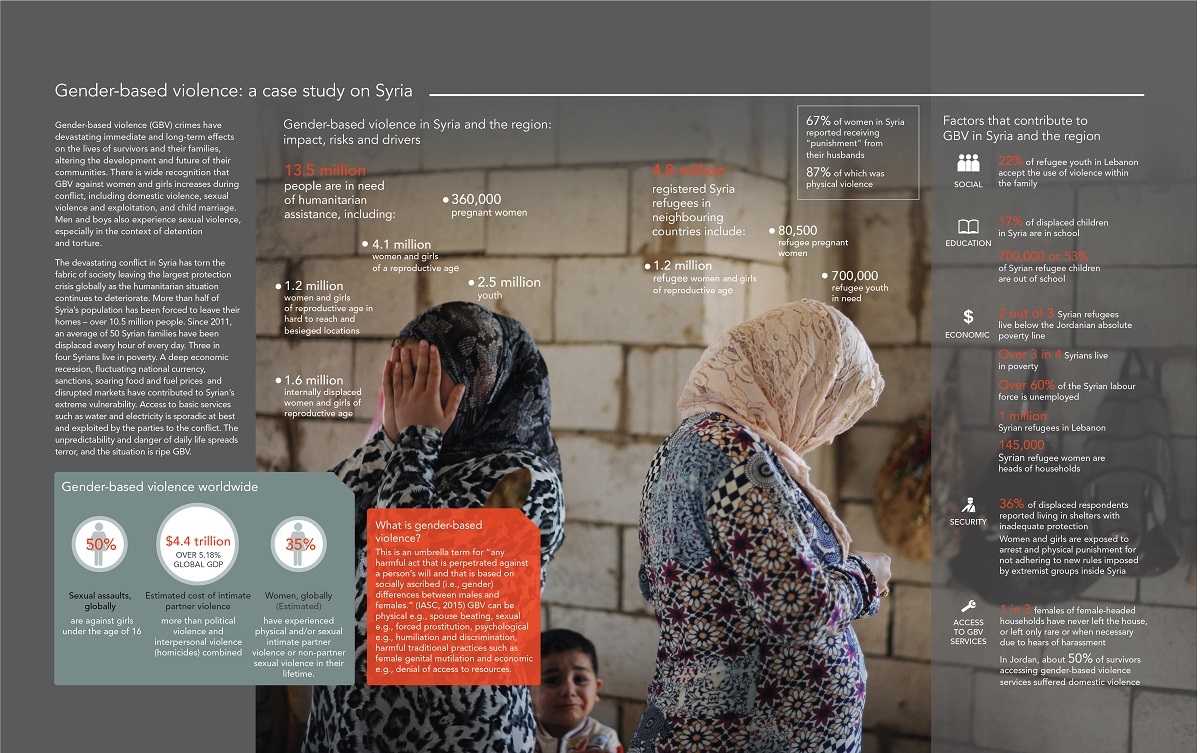 Gender-based violence: a case study on Syria
Gender-based violence (GBV) crimes have
devastating immediate and long-term effects
on the lives of survivors and their families,
altering the development and future of their
communities. There is wide recognition that
GBV against women and girls increases during
conflict, including domestic violence, sexual
violence and exploitation, and child marriage.
Men and boys also experience sexual violence,
especially in the context of detention
and torture.
The devastating conflict in Syria has torn the
fabric of society leaving the largest protection
crisis globally as the humanitarian situation
continues to deteriorate. More than half of
Syria's population has been forced to leave their
homes – over 10.5 million people. Since 2011,
an average of 50 Syrian families have been
displaced every hour of every day. Three in
four Syrians live in poverty. A deep economic
recession, fluctuating national currency,
sanctions, soaring food and fuel prices and
disrupted markets have contributed to Syrian's
extreme vulnerability. Access to basic services
such as water and electricity is sporadic at best
and exploited by the parties to the conflict. The
unpredictability and danger of daily life spreads
terror, and the situation is ripe GBV.
Gender-based violence worldwide
50%
Sexual assaults,
globally
are against girls
under the age of 16
$4.4 trillion
OVER 5.18%
GLOBAL GDP
Estimated cost of intimate
partner violence
more than political
violence and
interpersonal violence
(homicides) combined
35%
Women, globally
(Estimated)
have experienced
physical and/or sexual
intimate partner
violence or non-partner
sexual violence in their
lifetime.
Gender-based violence in Syria and the region:
impact, risks and drivers
13.5 million
people are in need
of humanitarian
assistance, including:
360,000
pregnant women
4.1 million
women and girls
of a reproductive age
2.5 million
youth
1.2 million
women and girls
of reproductive age in
hard to reach and
besieged locations
1.6 million
internally displaced
women and girls of
reproductive age
What is gender-based
violence?
This is an umbrella term for "any
harmful act that is perpetrated against
a person's will and that is based on
socially ascribed (i.e., gender)
differences between males and
females." (IASC, 2015) GBV can be
physical e.g., spouse beating, sexual
e.g., forced prostitution, psychological
e.g., humiliation and discrimination,
harmful traditional practices such as
female genital mutilation and economic
e.g., denial of access to resources.
4.8 million
registered Syria
refugees in
neighbouring
countries include:
80,500
refugee pregnant
women
1.2 million
refugee women and girls
of reproductive age
700,000
refugee youth
in need
67% of women in Syria
reported receiving
"punishment" from
their husbands
87% of which was
physical violence
Factors that contribute to
GBV in Syria and the region
SOCIAL
22% of refugee youth in Lebanon
accept the use of violence within
the family
EDUCATION
17% of displaced children
in Syria are in school
700,000 or 53%
of Syrian refugee children
are out of school
$
ECONOMIC
2 out of 3 Syrian refugees
live below the Jordanian absolute
poverty line
Over 3 in 4 Syrians live
in poverty
Over 60% of the Syrian labour
force is unemployed
1 million
Syrian refugees in Lebanon
145,000
Syrian refugee women are
heads of households
SECURITY
36% of displaced respondents
reported living in shelters with
inadequate protection
Women and girls are exposed to
arrest and physical punishment for
not adhering to new rules imposed
by extremist groups inside Syria
ACCESS
TO GBV
SERVICES
1 in 3 females of female-headed
households have never left the house,
or left only rare or when necessary
due to hears of harassment
In Jordan, about 50% of survivors
accessing gender-based violence
services suffered domestic violence